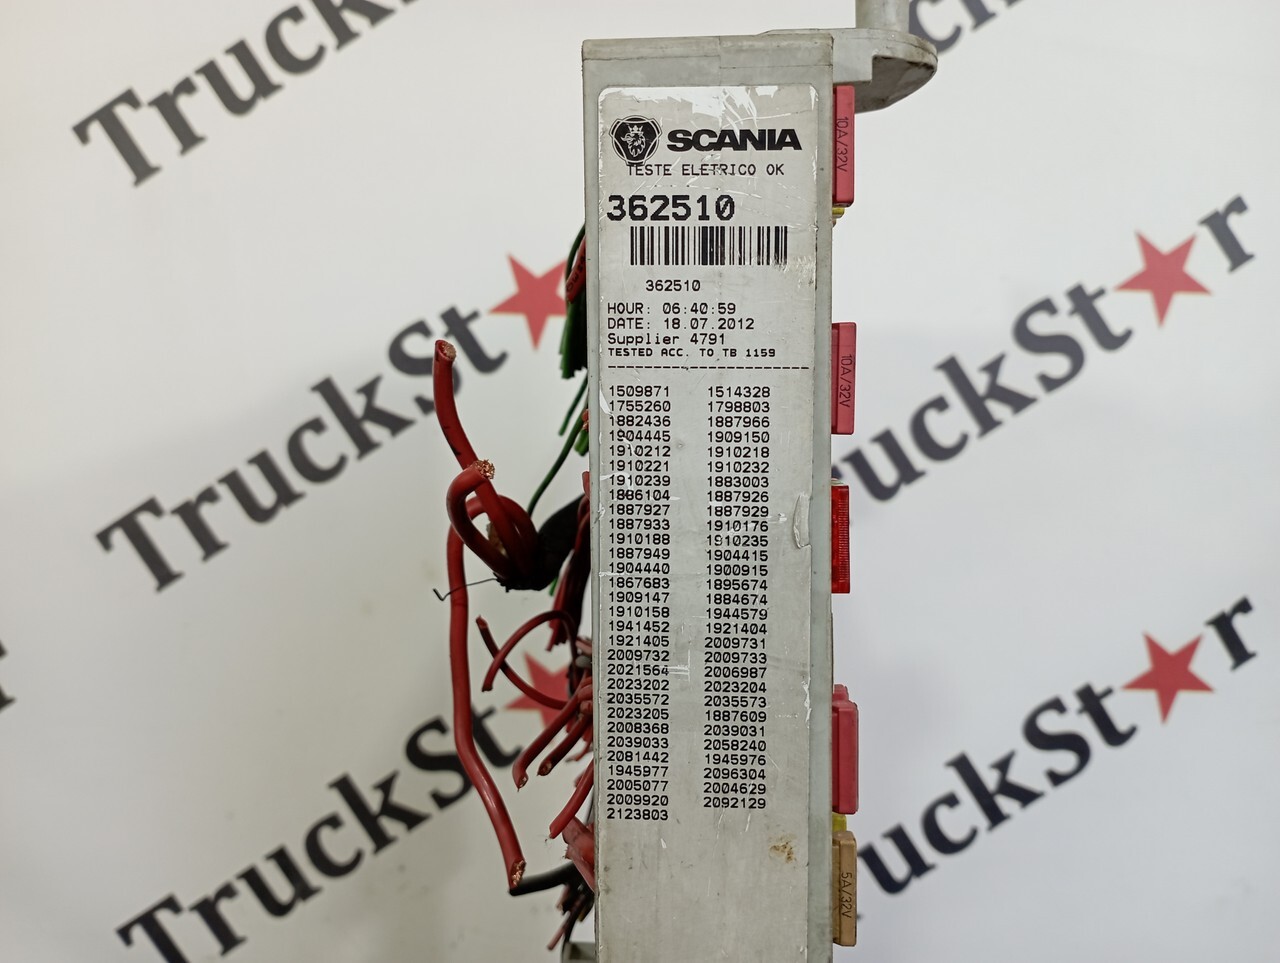 SCANIA
TESTE ELETRICO OK
362510
362510
HOUR: 06:40:59
DATE: 18.07.2012
Supplier 4791
TESTED ACC. TO TB 1159
1509871 1514328
1755260 1798803
1882436 1887966
1904445 1909150
1910212 1910218
1910221 1910232
1910239 1883003
1886104 1887926
1887927 1887929
1887933 1910176
1910188 1910235
1887949 1904415
1904440 1900915
1867683 1895674
1909147 1884674
1910158 1944579
1941452 1921404
1921405 2009731
2009732 2009733
2021564 2006987
2023202 2023204
2035572 2035573
2023205 1887609
2008368 2039031
2039033 2058240
2081442 1945976
1945977 2096304
2005077 2004629
2009920 2092129
2123803
10A/32V
10A/32V
5A/32V
TruckSt★r
TruckSt★r
TruckSt★r